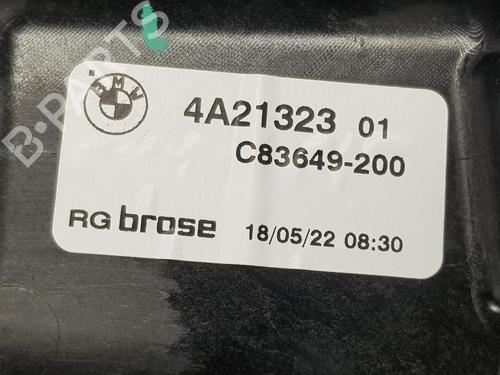 B-PARTS
BMW
4A21323 01
C83649-200
RG brose 18/05/22 08:30